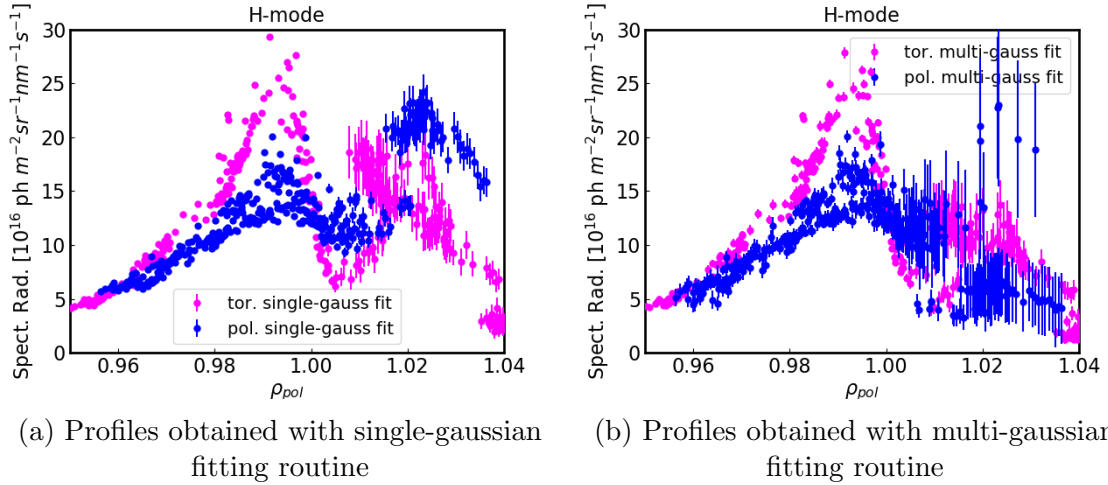 H-mode
Spect. Rad. [10^16 ph m^−2 sr^−1 nm^−1 s^−1]
30
25
20
15
10
5
0
tor. single-gauss fit
pol. single-gauss fit
0.96 0.98 1.00 1.02 1.04
ρ_pol
(a) Profiles obtained with single-gaussian
fitting routine
H-mode
Spect. Rad. [10^16 ph m^−2 sr^−1 nm^−1 s^−1]
30
25
20
15
10
5
0
tor. multi-gauss fit
pol. multi-gauss fit
0.96 0.98 1.00 1.02 1.04
ρ_pol
(b) Profiles obtained with multi-gaussian
fitting routine